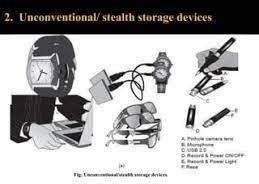 2. Unconventional/ stealth storage devices
A. Pinhole camera lens
B. Microphone
C. USB 2.0
D. Record & Power ON/OFF
E. Record & Power Light
F. Reset
A
B
C
D
(a)
Fig: Unconventional/stealth storage devices.